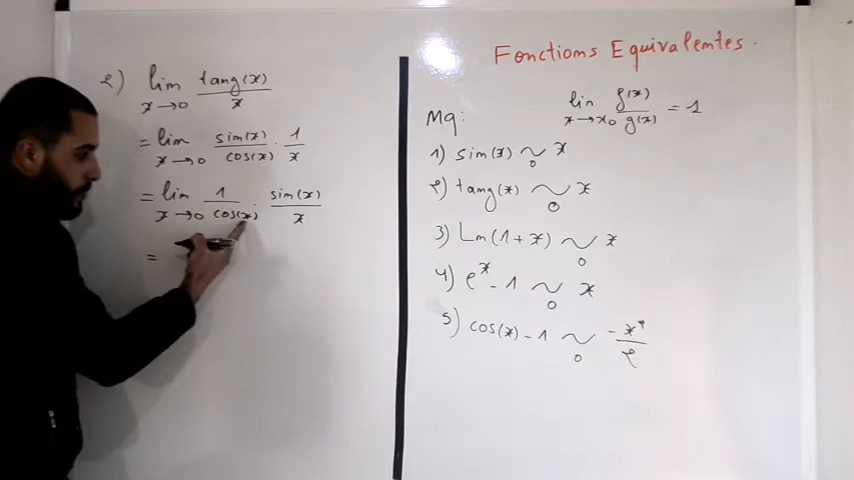 Fonctions Equivalentes.
lim x→x0 f(x)/g(x) = 1
Mq:
1) sin(x) ~0 x
2) tang(x) ~0 x
3) Ln(1+x) ~0 x
4) e^x - 1 ~0 x
5) cos(x) - 1 ~0 -x²/2
2) lim x→0 tang(x)/x
= lim x→0 sin(x)/cos(x) · 1/x
= lim x→0 1/cos(x) · sin(x)/x
=